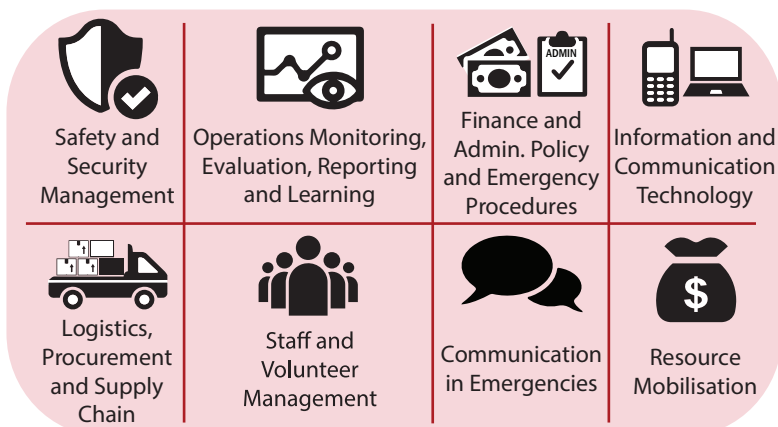 ADMIN
Safety and
Security
Management
Operations Monitoring,
Evaluation, Reporting
and Learning
Finance and
Admin. Policy
and Emergency
Procedures
Information and
Communication
Technology
Logistics,
Procurement
and Supply
Chain
Staff and
Volunteer
Management
Communication
in Emergencies
$
Resource
Mobilisation